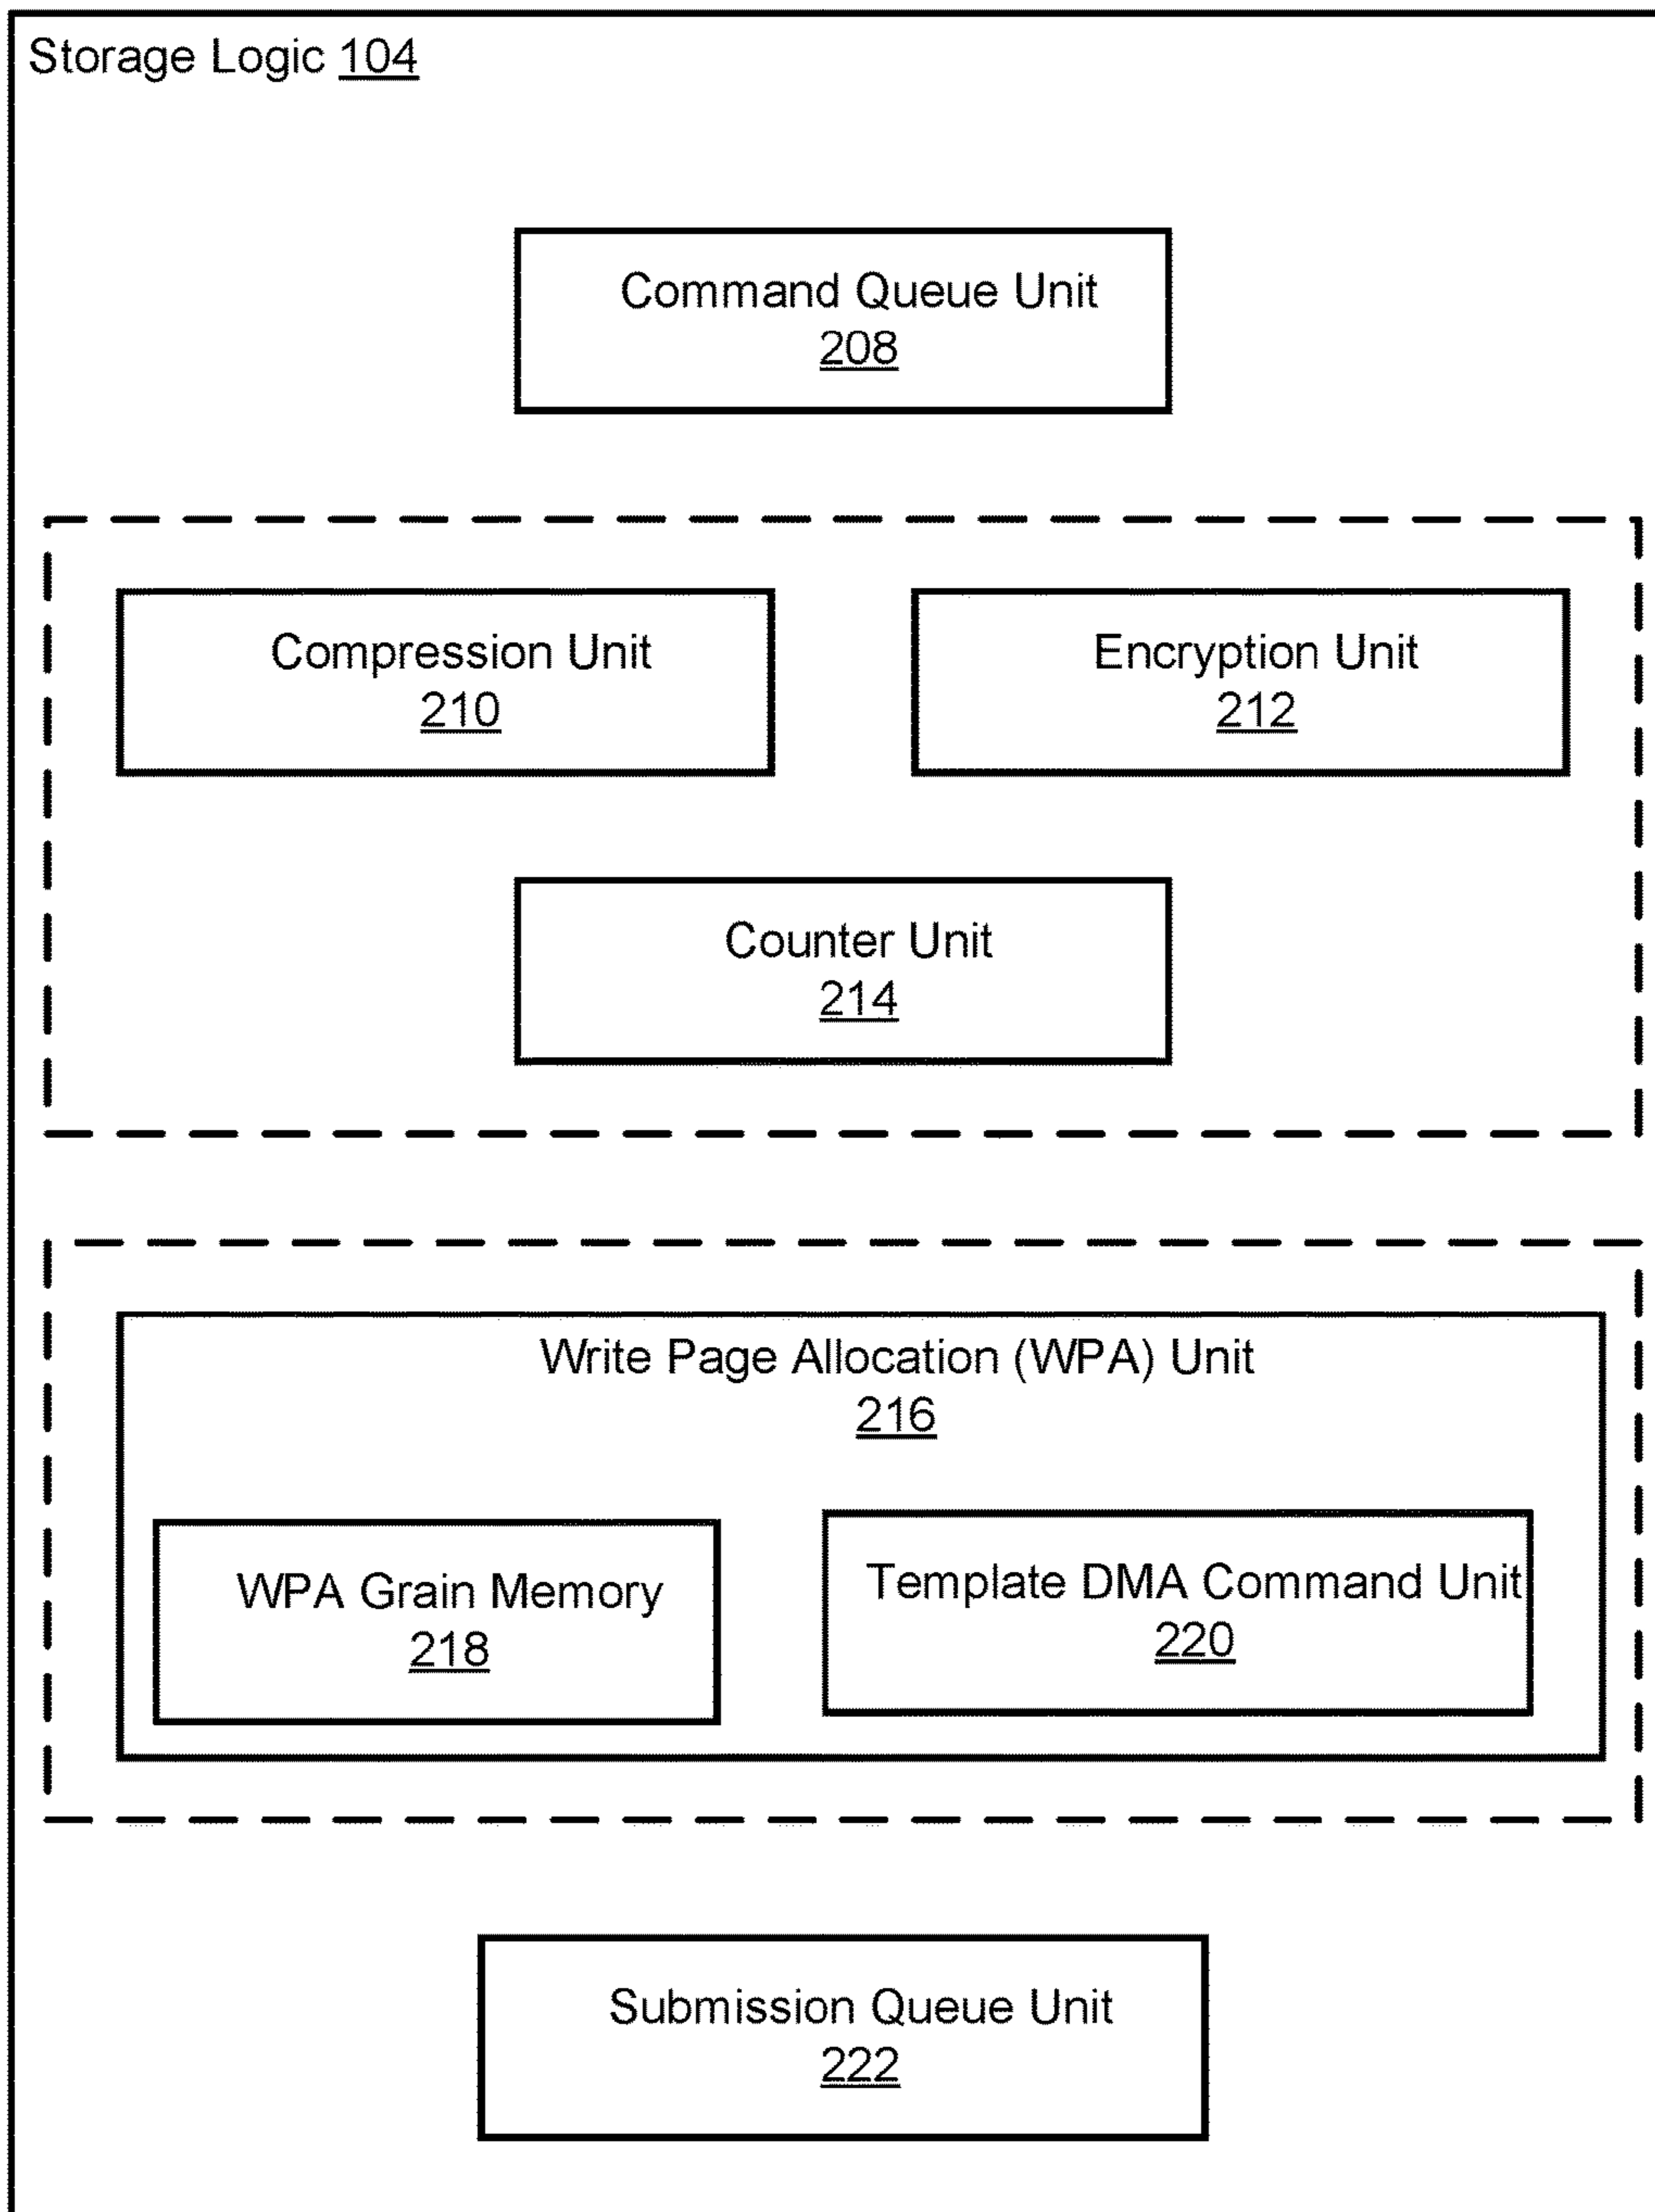 Storage Logic 104
Command Queue Unit
208
Compression Unit
210
Encryption Unit
212
Counter Unit
214
Write Page Allocation (WPA) Unit
216
WPA Grain Memory
218
Template DMA Command Unit
220
Submission Queue Unit
222